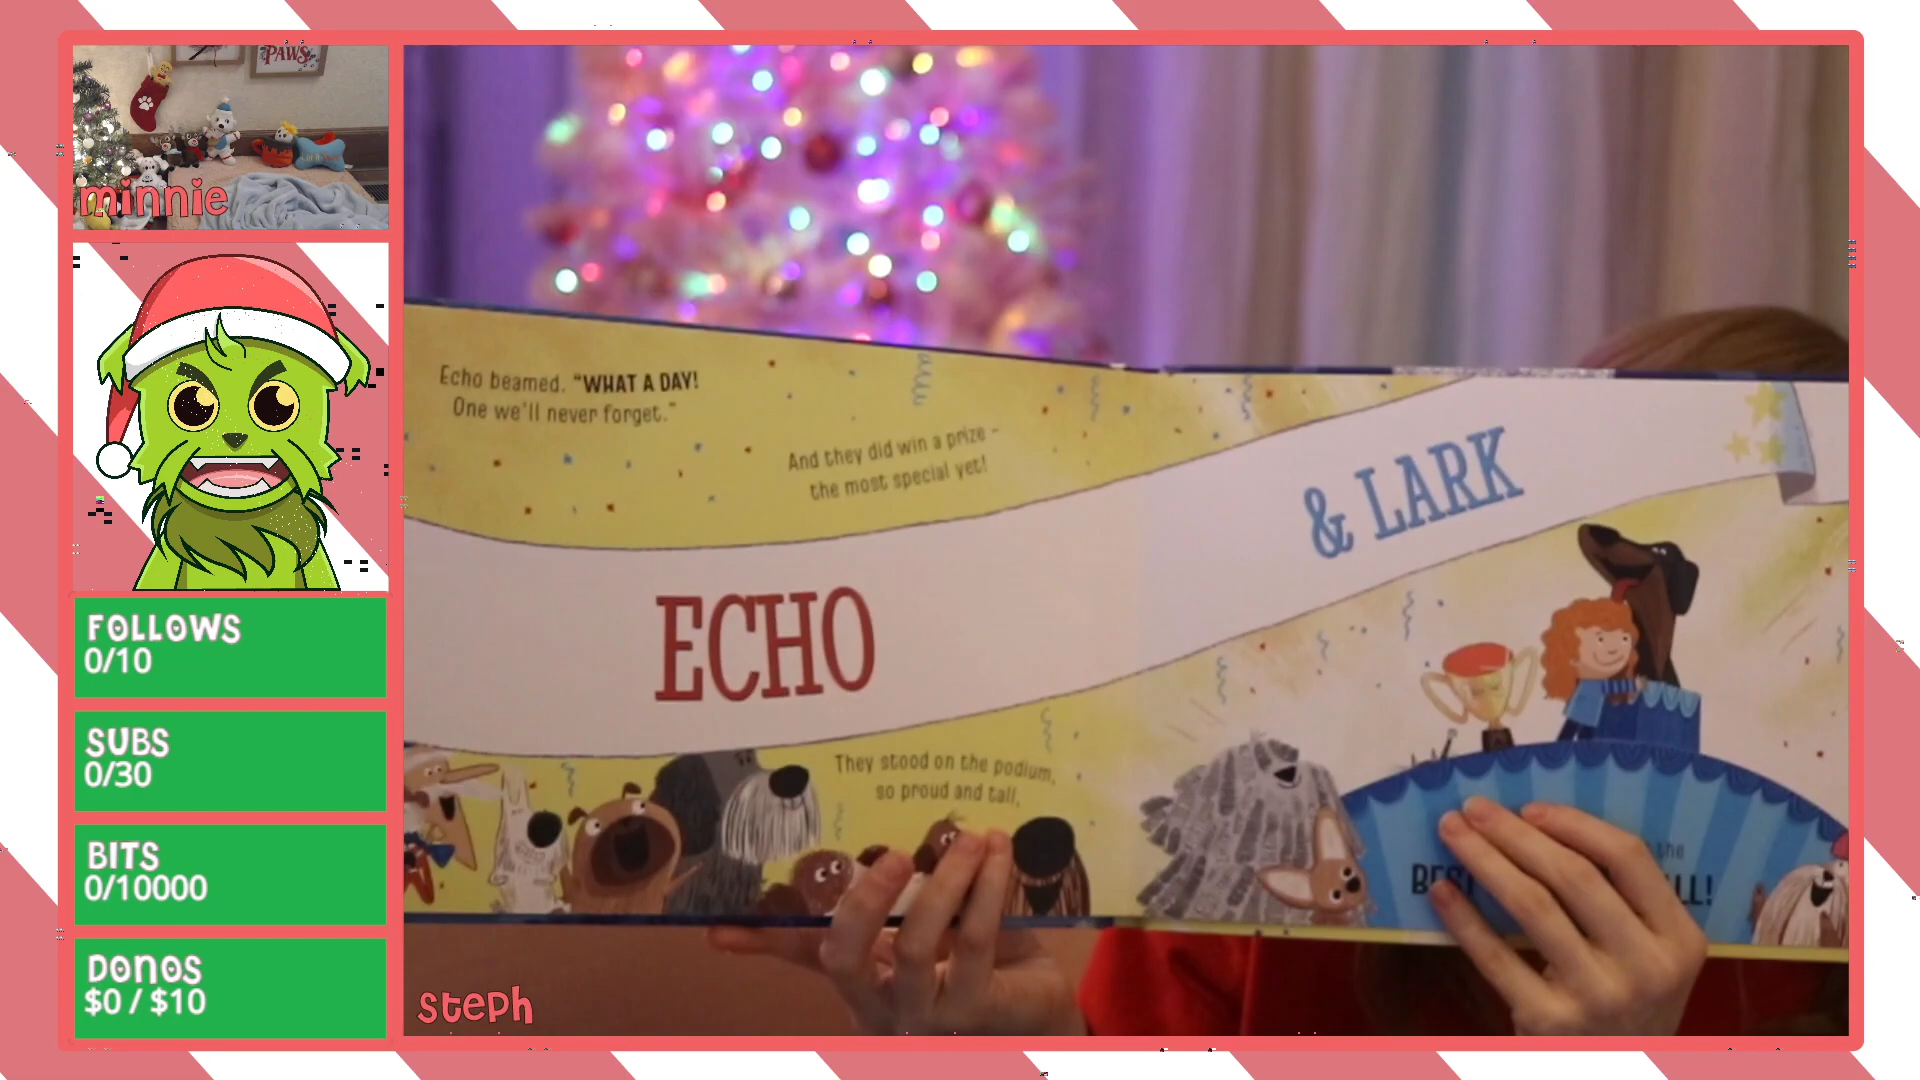 PAWS
minnie
FOLLOWS
0/10
SUBS
0/30
BITS
0/10000
DONOS
$0 / $10
Echo beamed. "WHAT A DAY!
One we'll never forget."
And they did win a prize –
the most special yet!
ECHO
& LARK
They stood on the podium,
so proud and tall,
the
steph